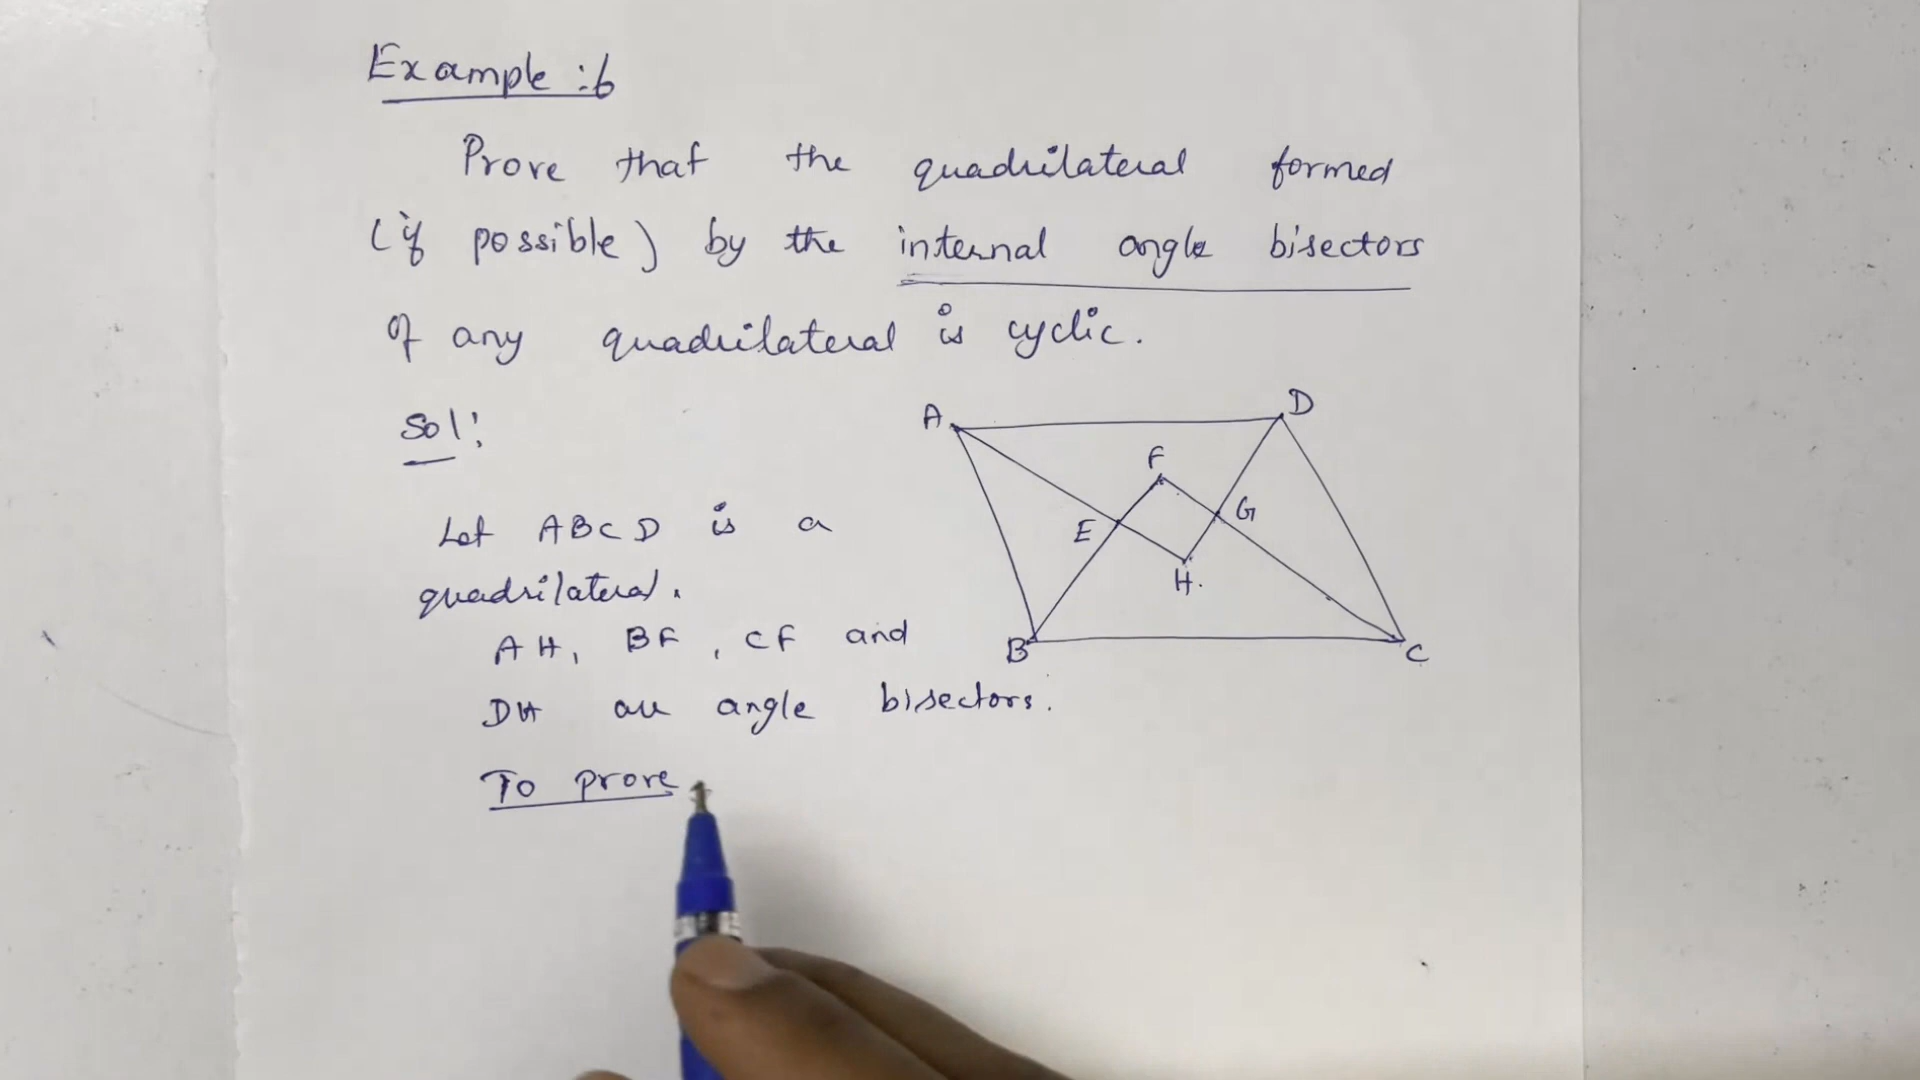 Example :6
Prove that the quadrilateral formed
(if possible) by the internal angle bisectors
of any quadrilateral is cyclic.
Sol:
Let ABCD is a
quadrilateral.
AH, BF, CF and
DH are angle bisectors.
To prove
A
D
F
E
G
H.
B
C